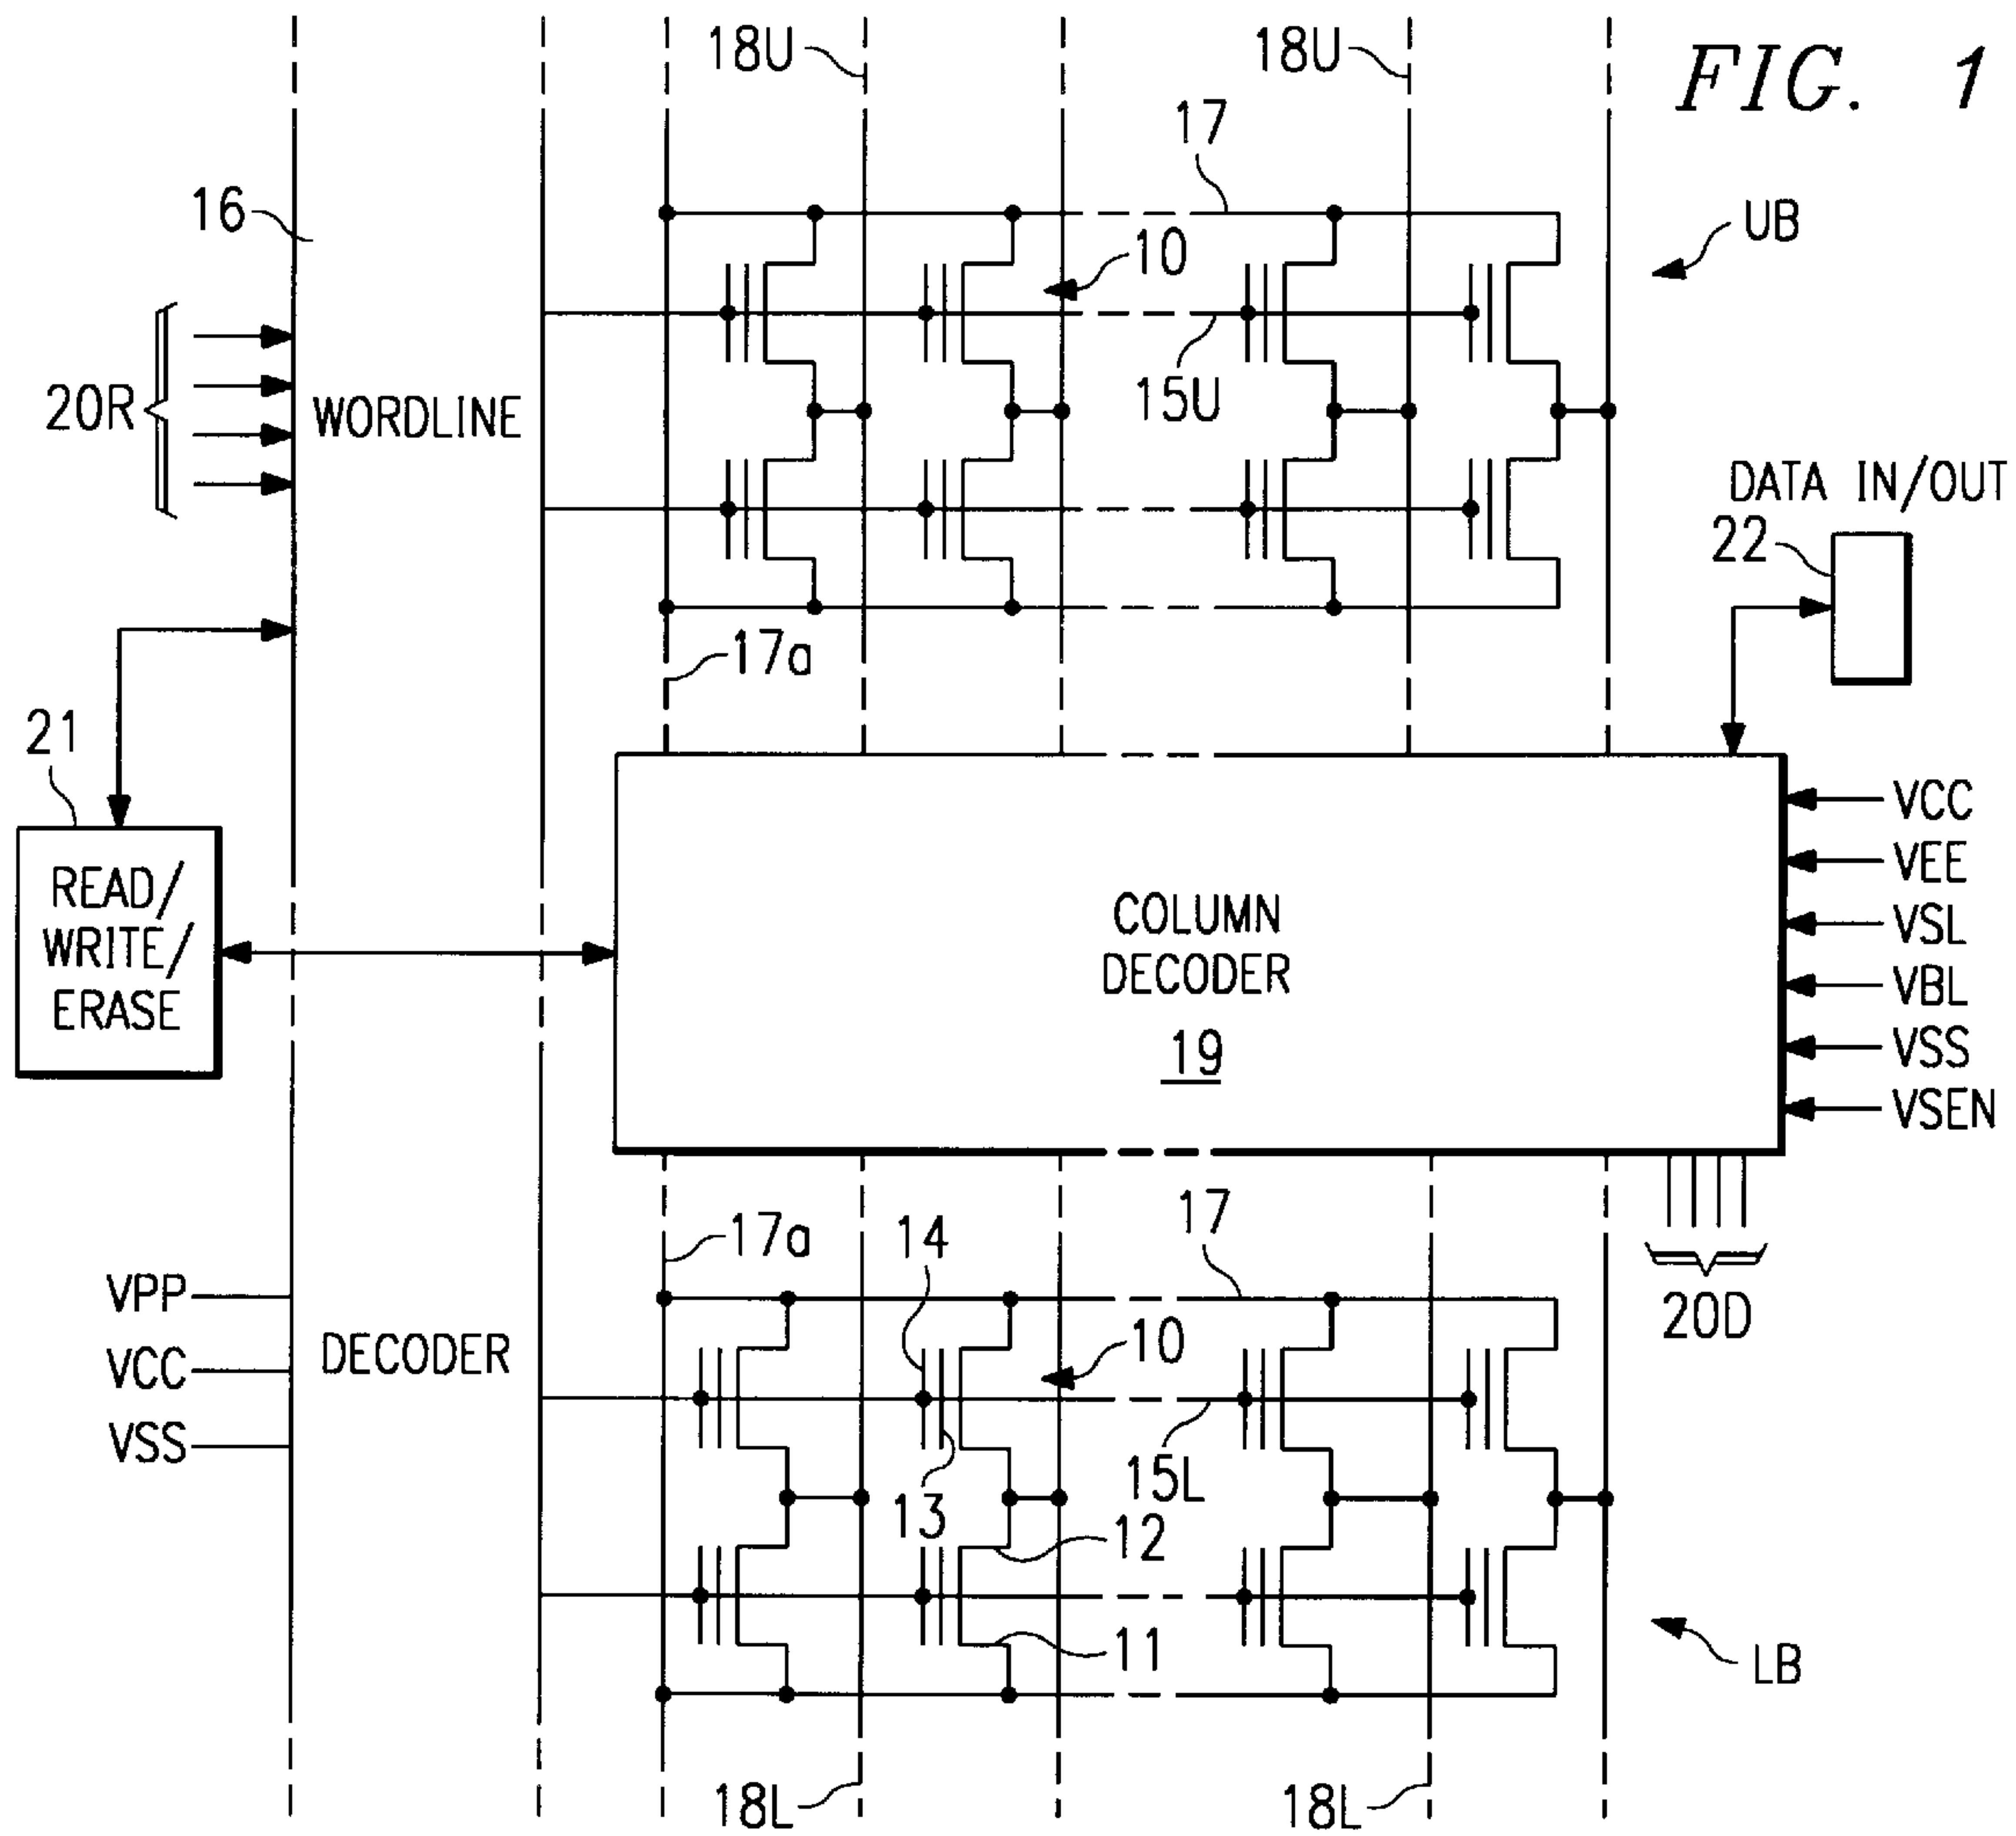 18U
18U
FIG. 1
17
16
UB
10
20R
WORDLINE
15U
DATA IN/OUT
22
17a
21
READ/
WRITE/
ERASE
COLUMN
DECODER
19
VCC
VEE
VSL
VBL
VSS
VSEN
17a
14
17
20D
VPP
VCC
VSS
DECODER
10
15L
13
12
11
LB
18L
18L